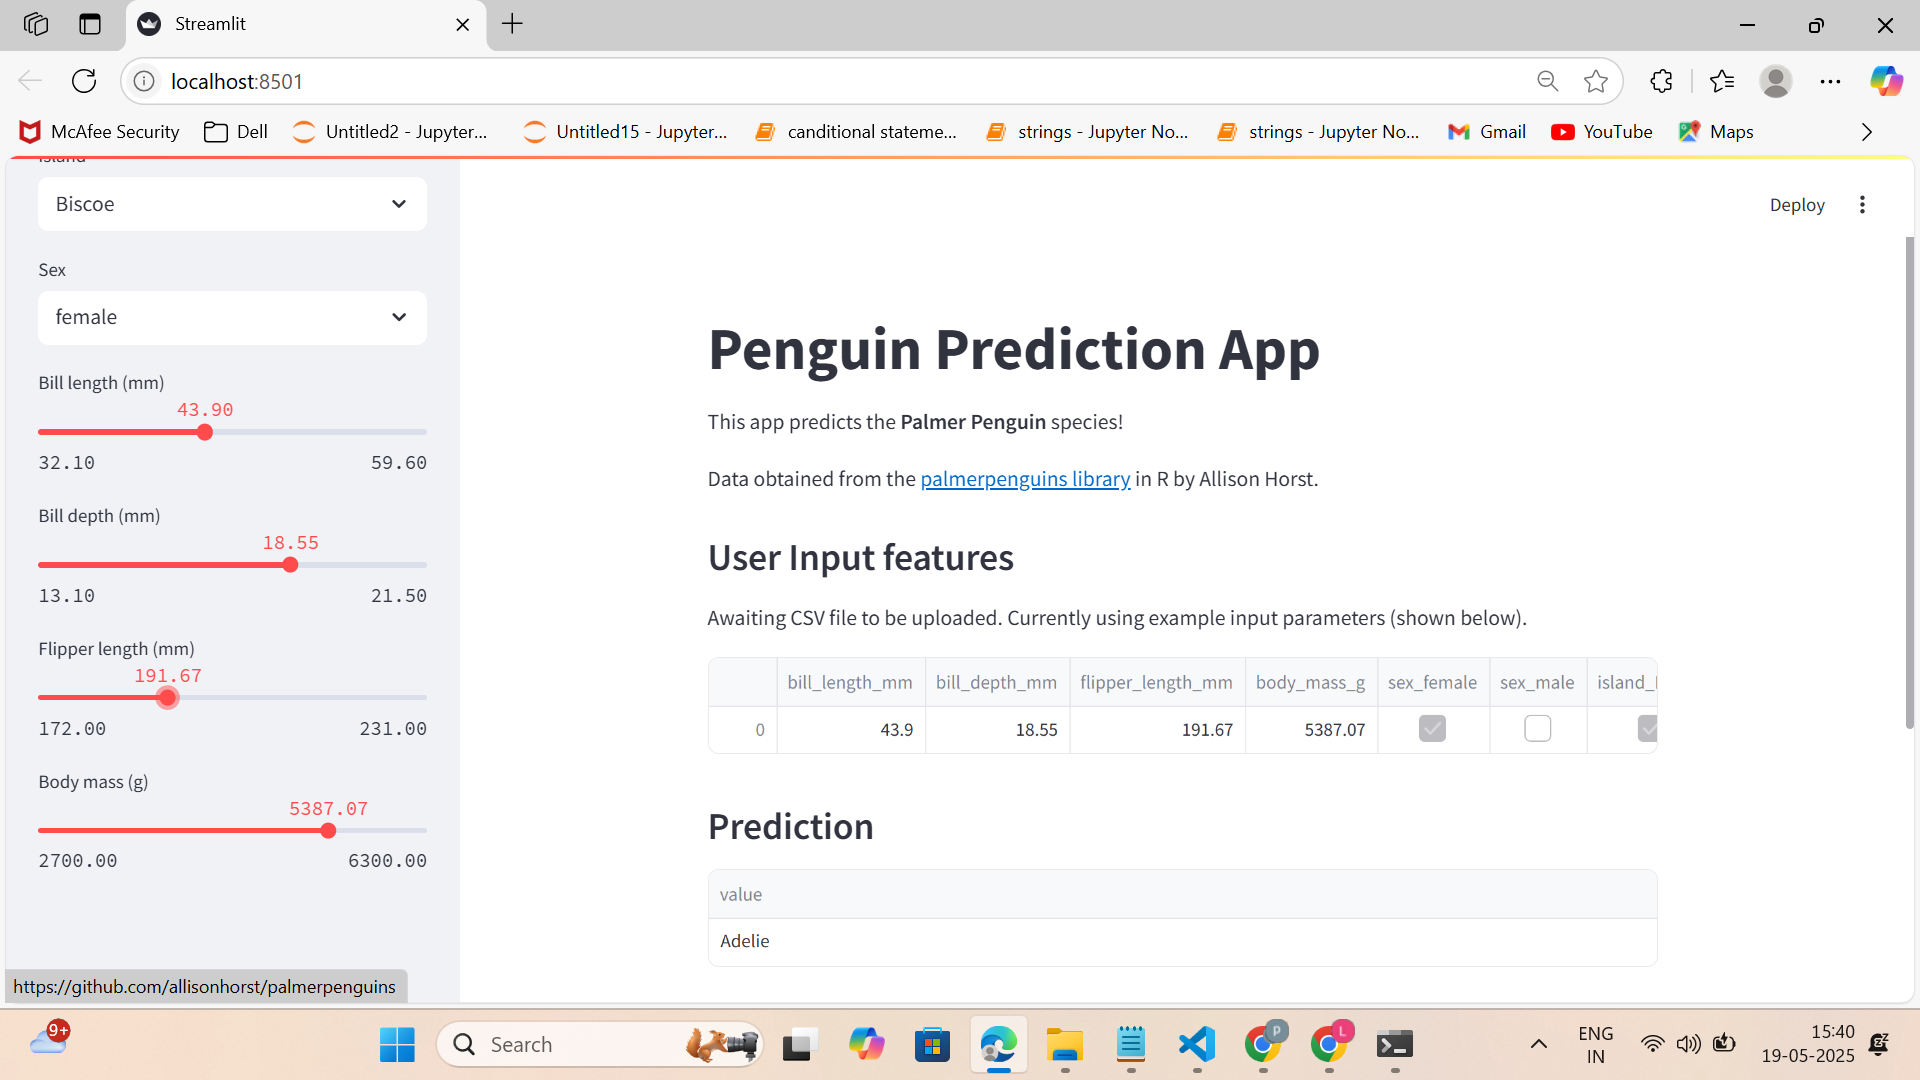 Streamlit
localhost:8501
McAfee Security
Dell
Untitled2 - Jupyter...
Untitled15 - Jupyter...
canditional stateme...
strings - Jupyter No...
strings - Jupyter No...
Gmail
YouTube
Maps
Island
Biscoe
Sex
female
Bill length (mm)
43.90
32.10 59.60
Bill depth (mm)
18.55
13.10 21.50
Flipper length (mm)
191.67
172.00 231.00
Body mass (g)
5387.07
2700.00 6300.00
https://github.com/allisonhorst/palmerpenguins
Deploy
Penguin Prediction App
This app predicts the Palmer Penguin species!
Data obtained from the palmerpenguins library in R by Allison Horst.
User Input features
Awaiting CSV file to be uploaded. Currently using example input parameters (shown below).
bill_length_mm bill_depth_mm flipper_length_mm body_mass_g sex_female sex_male island_
0 43.9 18.55 191.67 5387.07
Prediction
value
Adelie
9+
Search
P
L
ENG
IN
15:40
19-05-2025